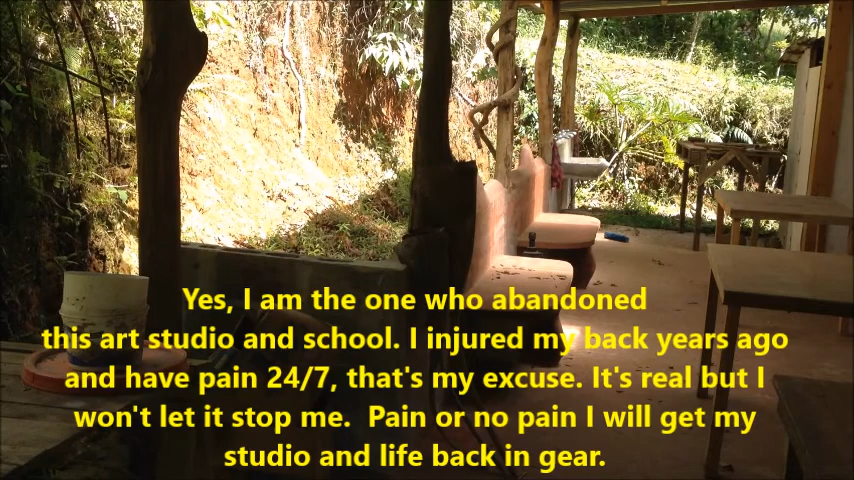 Yes, I am the one who abandoned
this art studio and school. I injured my back years ago
and have pain 24/7, that's my excuse. It's real but I
won't let it stop me.  Pain or no pain I will get my
studio and life back in gear.